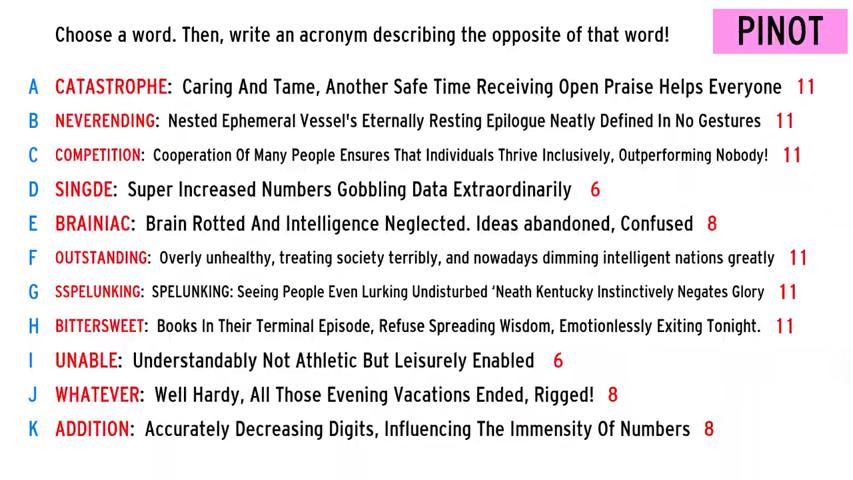 Choose a word. Then, write an acronym describing the opposite of that word!
PINOT
A CATASTROPHE: Caring And Tame, Another Safe Time Receiving Open Praise Helps Everyone 11
B NEVERENDING: Nested Ephemeral Vessel's Eternally Resting Epilogue Neatly Defined In No Gestures 11
C COMPETITION: Cooperation Of Many People Ensures That Individuals Thrive Inclusively, Outperforming Nobody! 11
D SINGDE: Super Increased Numbers Gobbling Data Extraordinarily 6
E BRAINIAC: Brain Rotted And Intelligence Neglected. Ideas abandoned, Confused 8
F OUTSTANDING: Overly unhealthy, treating society terribly, and nowadays dimming intelligent nations greatly 11
G SSPELUNKING: SPELUNKING: Seeing People Even Lurking Undisturbed ‘Neath Kentucky Instinctively Negates Glory 11
H BITTERSWEET: Books In Their Terminal Episode, Refuse Spreading Wisdom, Emotionlessly Exiting Tonight. 11
I UNABLE: Understandably Not Athletic But Leisurely Enabled 6
J WHATEVER: Well Hardy, All Those Evening Vacations Ended, Rigged! 8
K ADDITION: Accurately Decreasing Digits, Influencing The Immensity Of Numbers 8